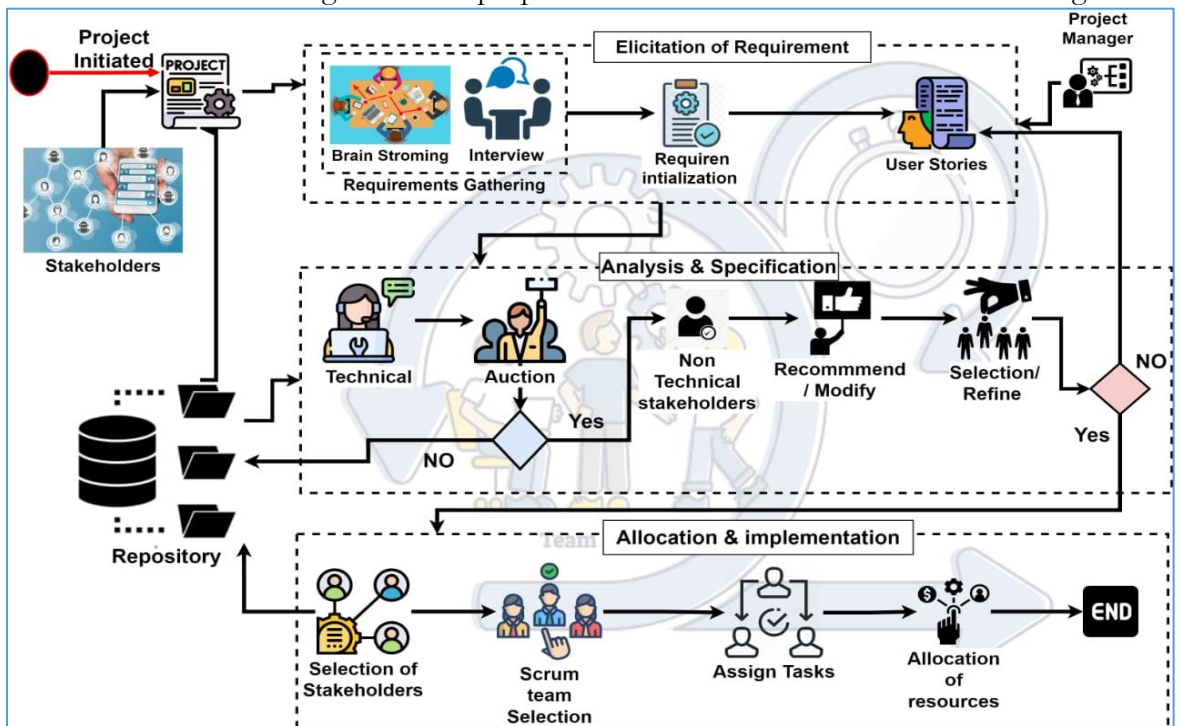 Project
Initiated
PROJECT
Elicitation of Requirement
Project
Manager
Brain Stroming
Interview
Requirements Gathering
Requiren
intialization
User Stories
Stakeholders
Analysis & Specification
Technical
Auction
Non
Technical
stakeholders
Recommmend
/ Modify
Selection/
Refine
NO
Yes
NO
Yes
Repository
Team
Allocation & implementation
Selection of
Stakeholders
Scrum
team
Selection
Assign Tasks
Allocation
of
resources
END